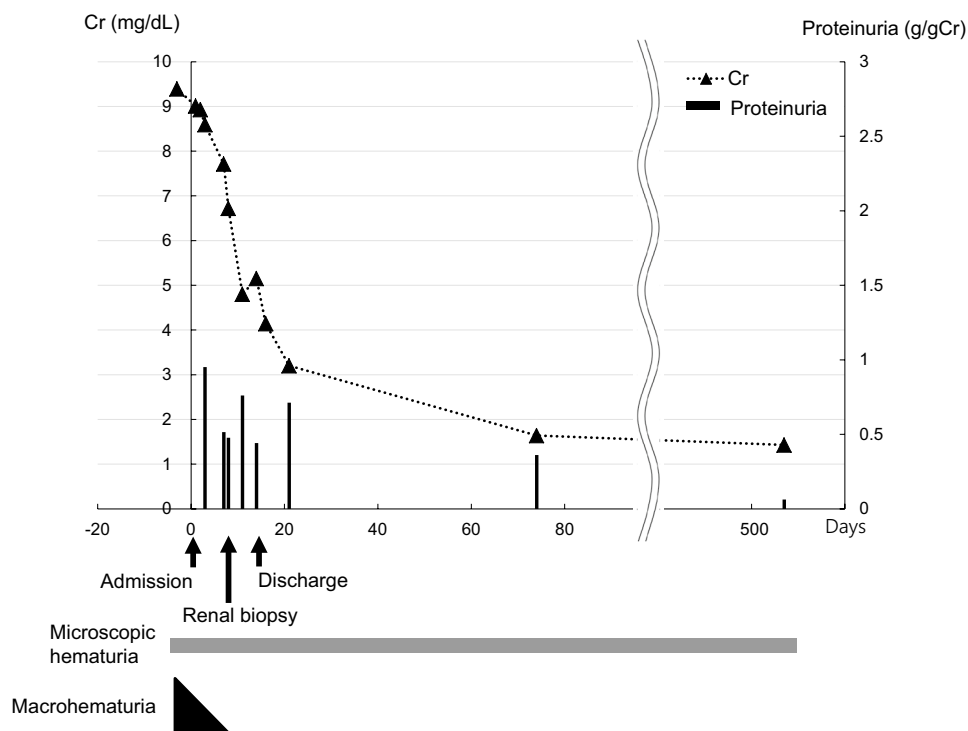 Cr (mg/dL)
Proteinuria (g/gCr)
10
9
8
7
6
5
4
3
2
1
0
3
2.5
2
1.5
1
0.5
0
Cr
Proteinuria
-20
0
20
40
60
80
500
Days
Admission
Discharge
Renal biopsy
Microscopic
hematuria
Macrohematuria